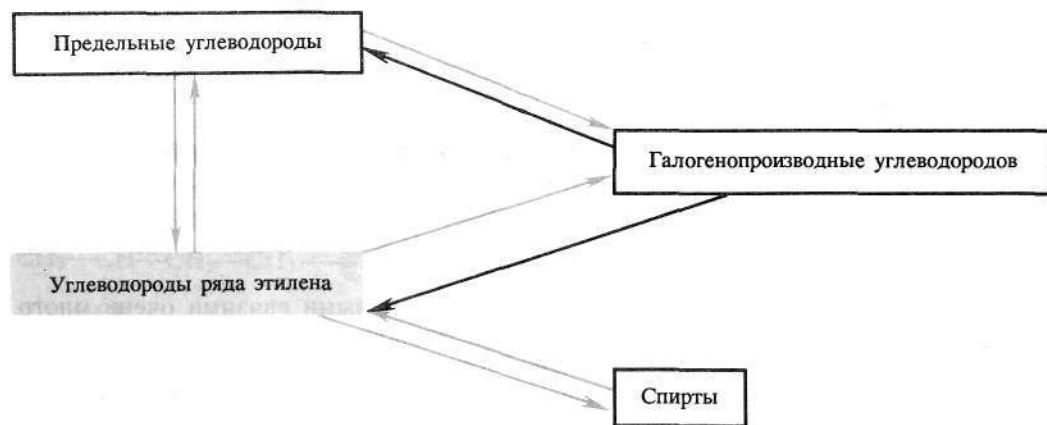 Предельные углеводороды
Галогенопроизводные углеводородов
Углеводороды ряда этилена
Спирты